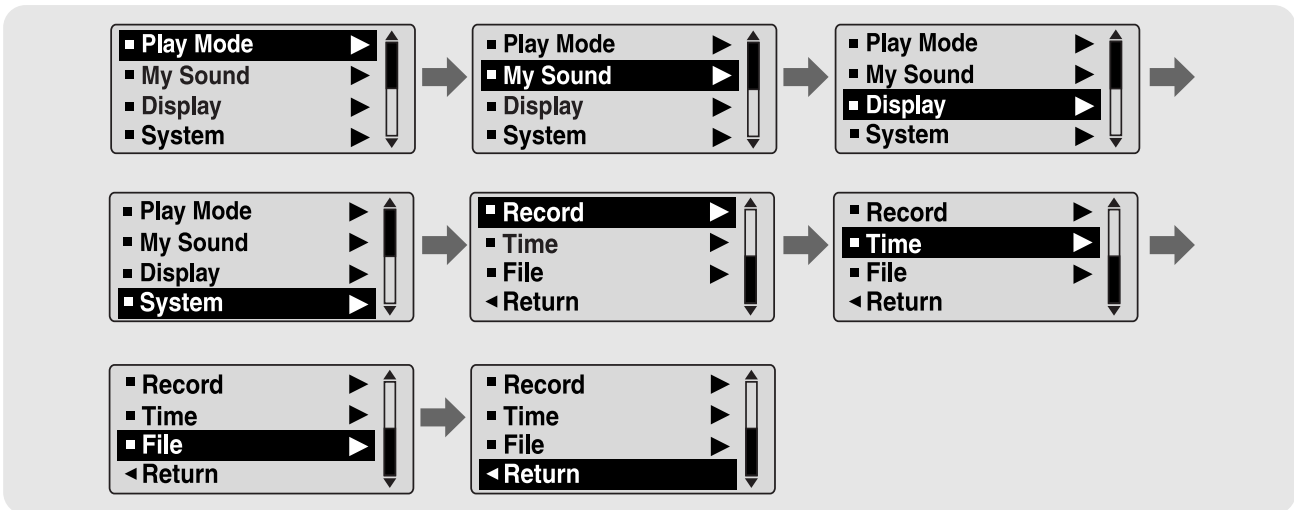 Play Mode
My Sound
Display
System
Play Mode
My Sound
Display
System
Play Mode
My Sound
Display
System
Play Mode
My Sound
Display
System
Record
Time
File
Return
Record
Time
File
Return
Record
Time
File
Return
Record
Time
File
Return